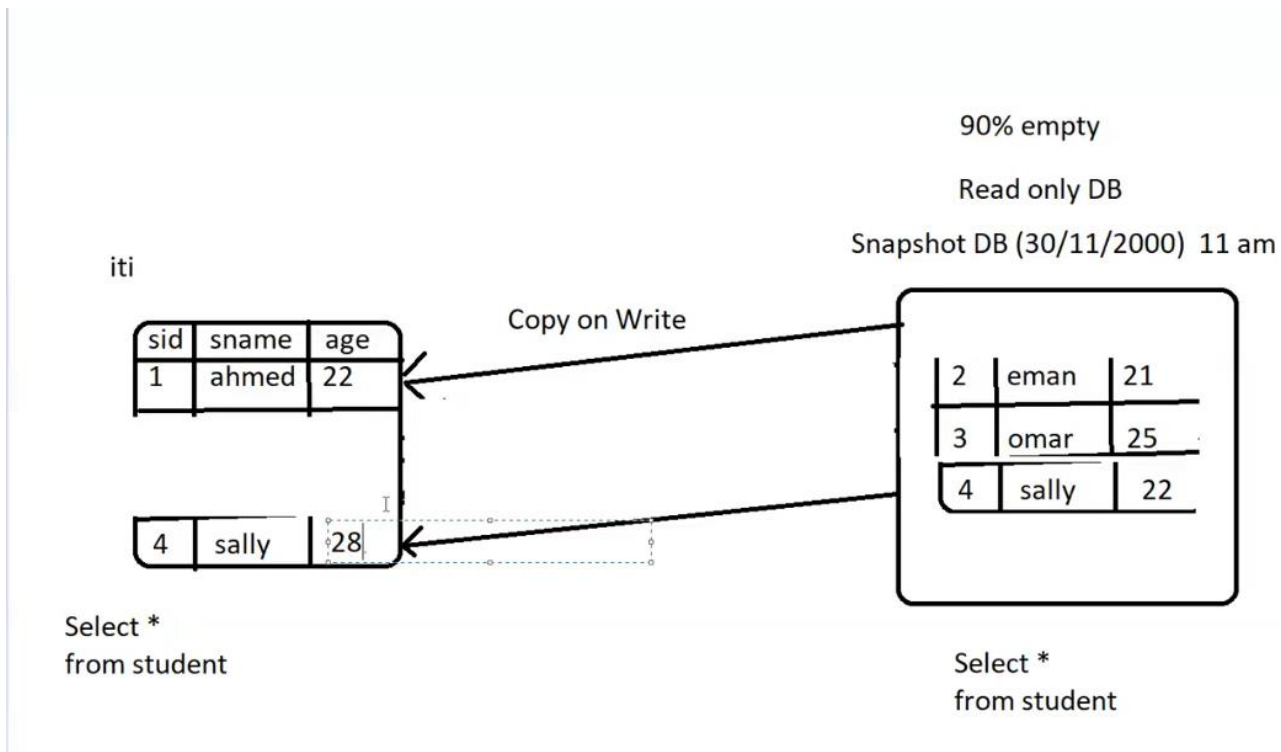 90% empty
Read only DB
Snapshot DB (30/11/2000) 11 am
iti
Copy on Write
sid sname age
1 ahmed 22
4 sally 28
2 eman 21
3 omar 25
4 sally 22
Select *
from student
Select *
from student